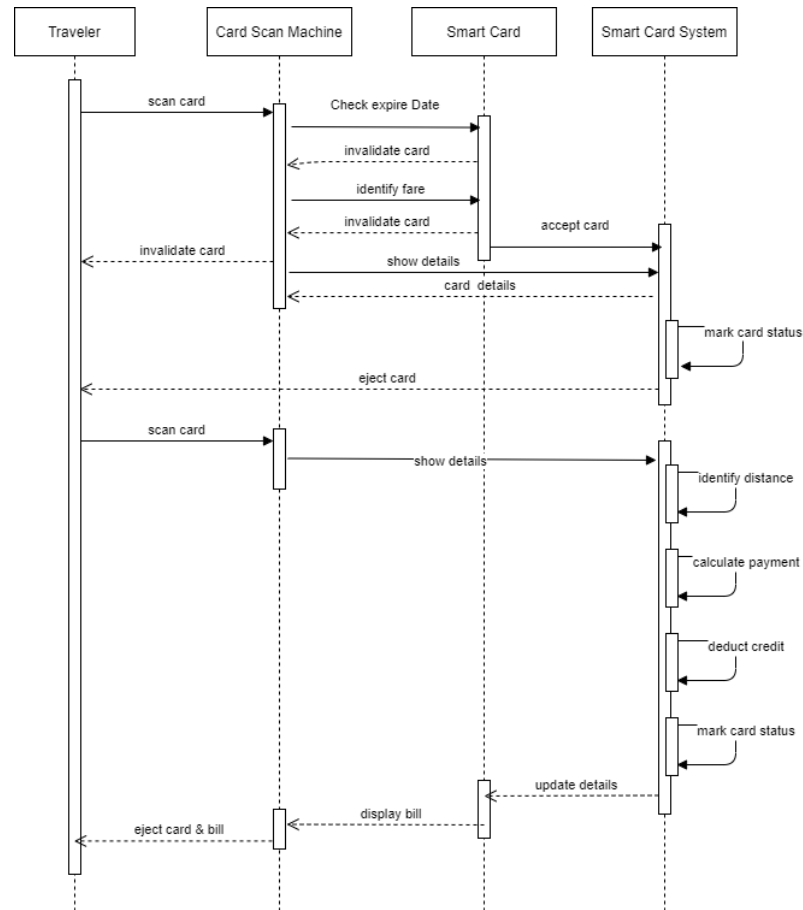 Traveler
Card Scan Machine
Smart Card
Smart Card System
scan card
Check expire Date
invalidate card
identify fare
invalidate card
accept card
invalidate card
show details
card details
mark card status
eject card
scan card
show details
identify distance
calculate payment
deduct credit
mark card status
update details
display bill
eject card & bill